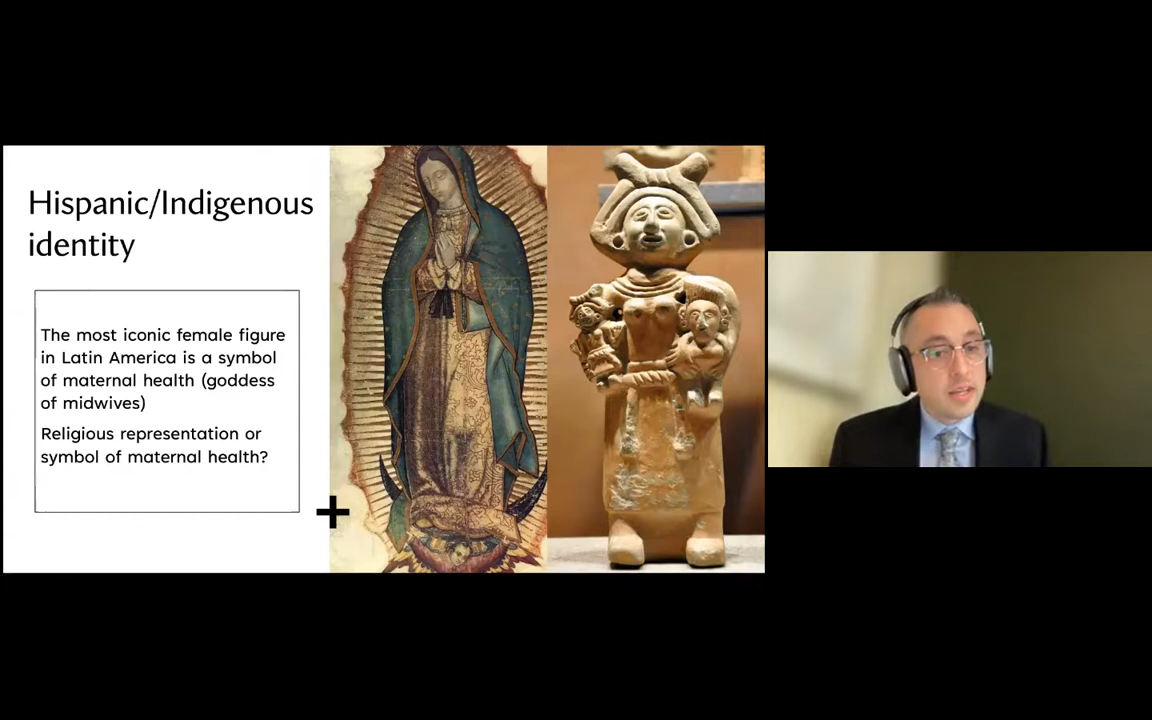 Hispanic/Indigenous
identity
The most iconic female figure
in Latin America is a symbol
of maternal health (goddess
of midwives)
Religious representation or
symbol of maternal health?